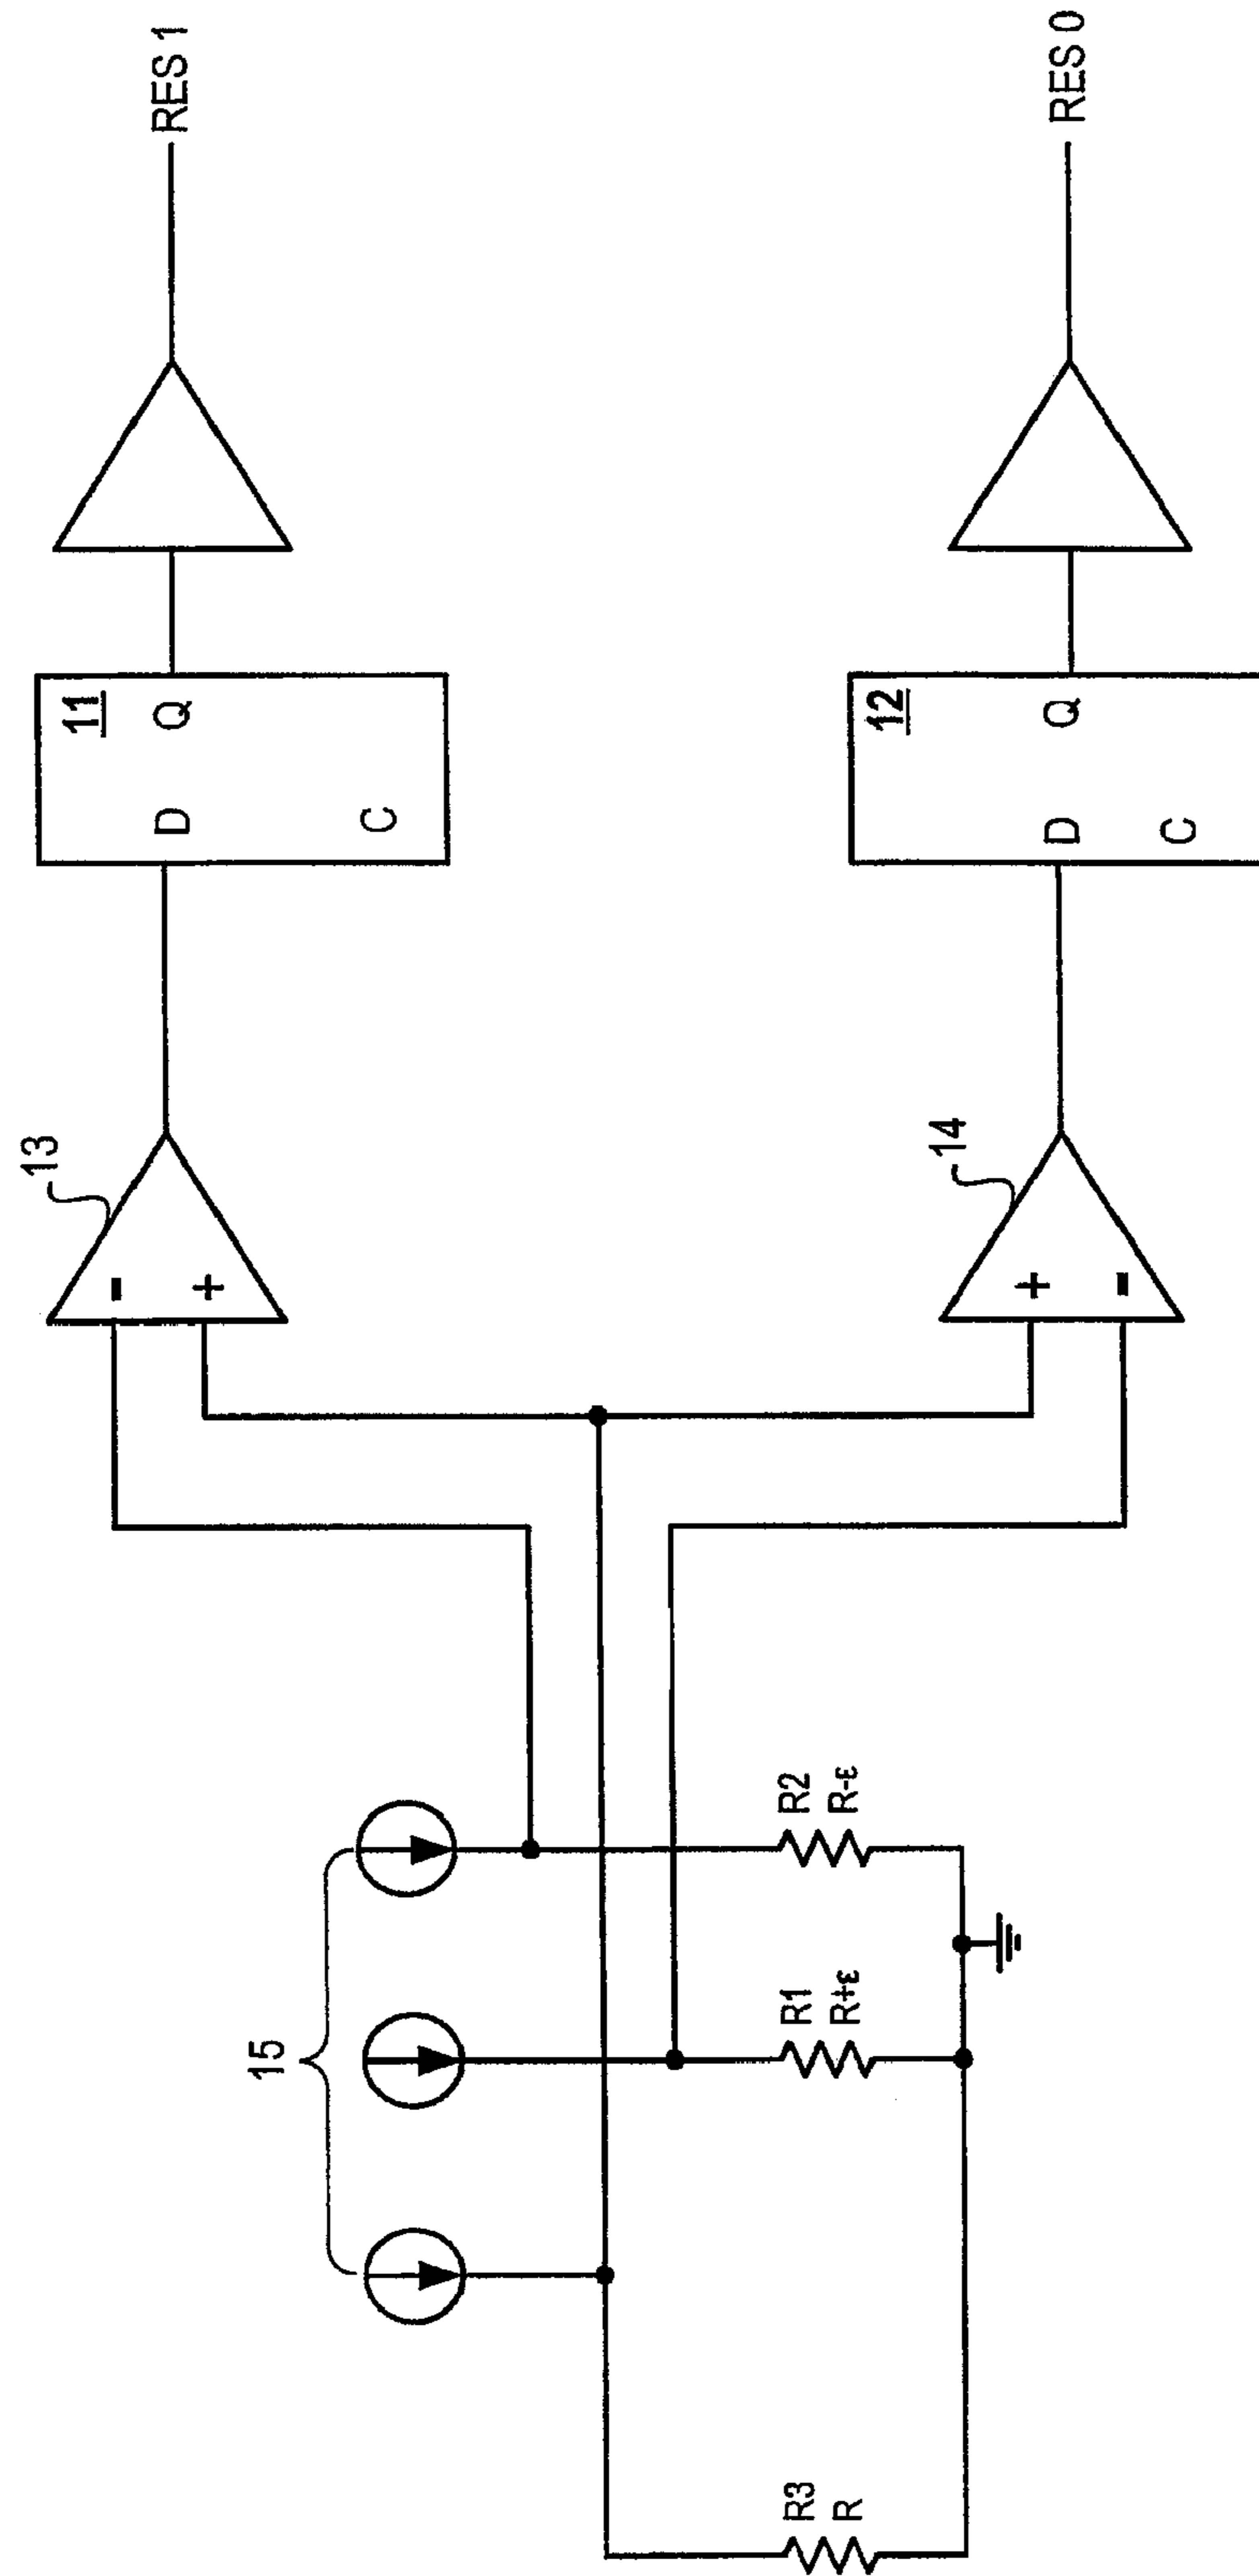 RES 1
RES 0
11
D Q
C
12
D Q
C
13
- +
14
+ -
15
R3
R
R1
R+ε
R2
R-ε